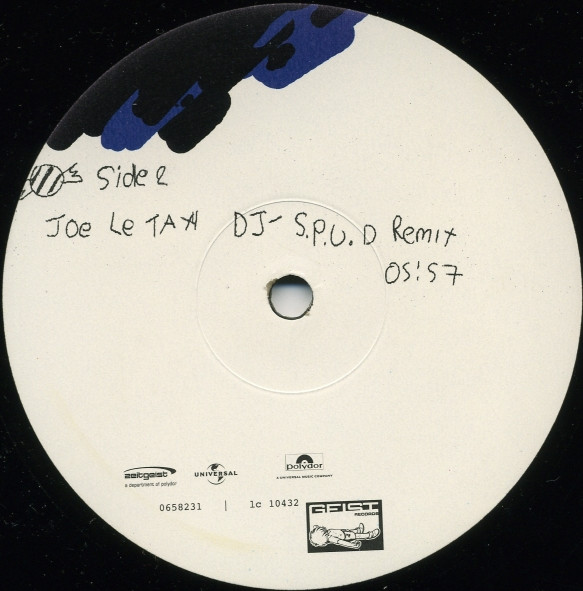 Side 2
Joe Le TAXI DJ- S.P.U.D Remix
05:57
zeitgeist
a department of polydor
UNIVERSAL
polydor
A UNIVERSAL MUSIC COMPANY
0658231 | lc 10432
GEIST
RECORDS